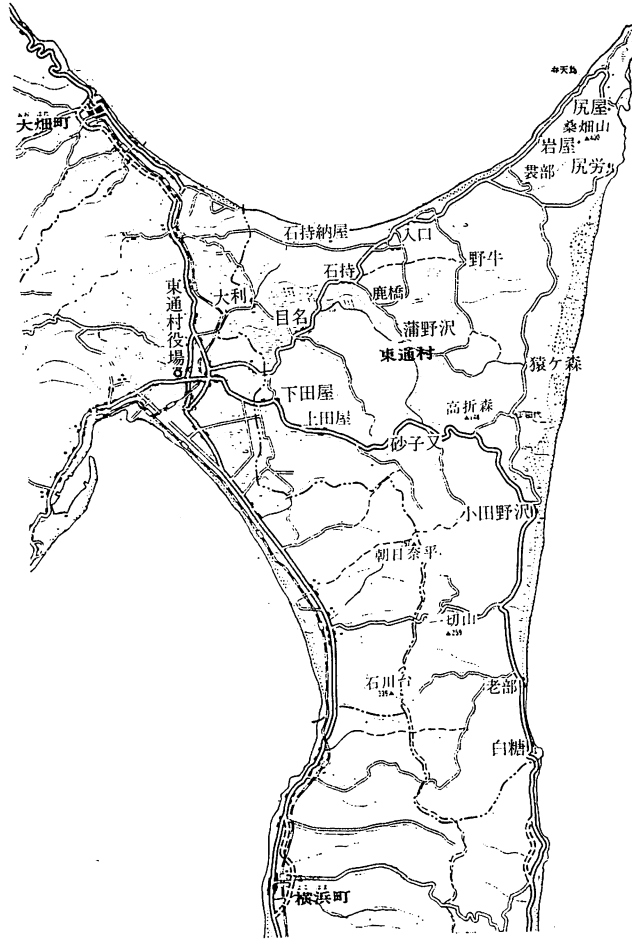 弁天島
尻屋
桑畑山
▲400
岩屋
尻労
袰部
大畑町
石持納屋
入口
野牛
石持
鹿橋
大利
目名
蒲野沢
東通村
東通村役場
猿ケ森
下田屋
高折森
上田屋
砂子又
小田野沢
朝日奈平
一切山
▲259
石川台
老部
白糖
横浜町